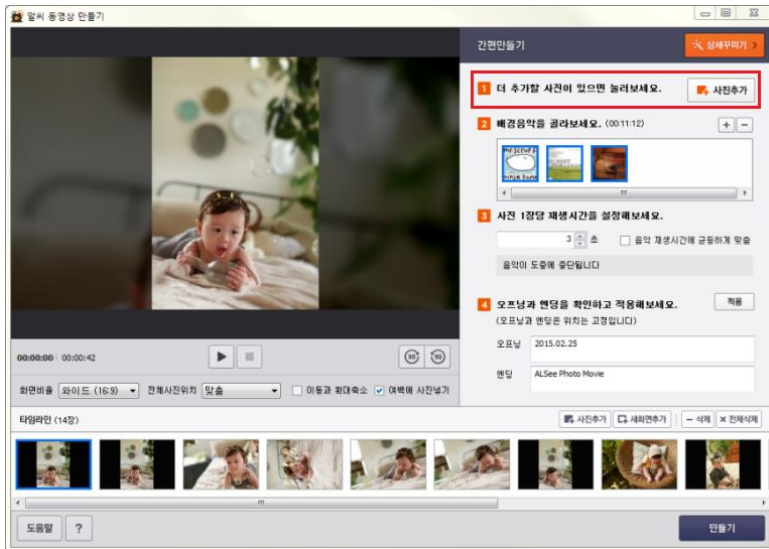 알씨 동영상 만들기
간편만들기
상세꾸미기 >
1 더 추가할 사진이 있으면 눌러보세요.
사진추가
2 배경음악을 골라보세요. (00:11:12)
+ −
3 사진 1장당 재생시간을 설정해보세요.
3 초
음악 재생시간에 균등하게 맞춤
음악이 도중에 중단됩니다
4 오프닝과 엔딩을 확인하고 적용해보세요.
적용
(오프닝과 엔딩은 위치는 고정입니다)
오프닝 2015.02.25
엔딩 ALSee Photo Movie
00:00:00 | 00:00:42
90 90
화면비율 와이드 (16:9) 전체사진위치 맞춤 이동과 확대축소 여백에 사진넣기
타임라인 (14장)
사진추가 새화면추가 − 삭제 × 전체삭제
도움말 ?
만들기